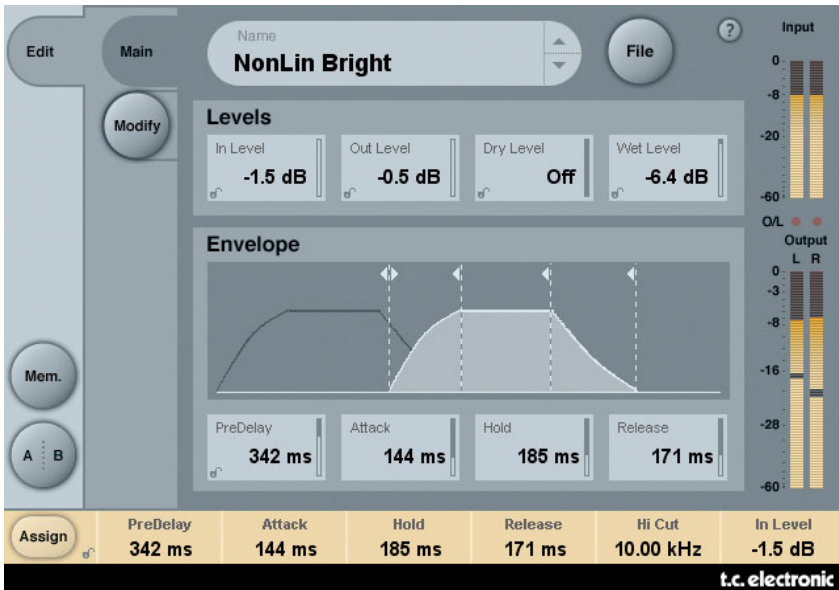 Edit
Main
Name
NonLin Bright
File
?
Input
Modify
Levels
In Level
-1.5 dB
Out Level
-0.5 dB
Dry Level
Off
Wet Level
-6.4 dB
0
-8
-20
-60
O/L
Output
L R
0
-3
-8
-16
-28
-60
Envelope
PreDelay
342 ms
Attack
144 ms
Hold
185 ms
Release
171 ms
Mem.
A B
Assign
PreDelay
342 ms
Attack
144 ms
Hold
185 ms
Release
171 ms
Hi Cut
10.00 kHz
In Level
-1.5 dB
t.c. electronic